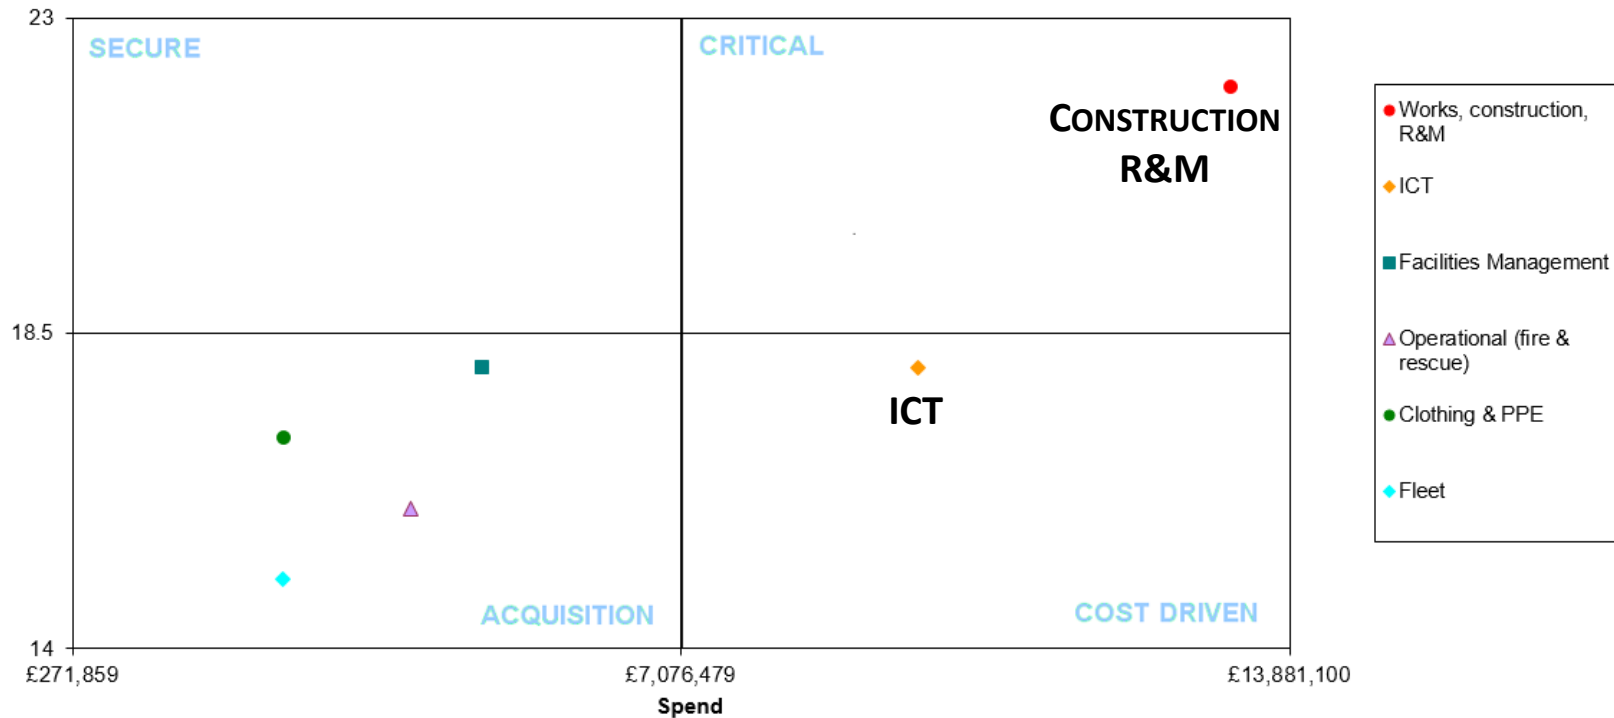 23
SECURE
CRITICAL
CONSTRUCTION
R&M
18.5
ICT
ACQUISITION
COST DRIVEN
14
£271,859
£7,076,479
£13,881,100
Spend
Works, construction,
R&M
ICT
Facilities Management
Operational (fire &
rescue)
Clothing & PPE
Fleet